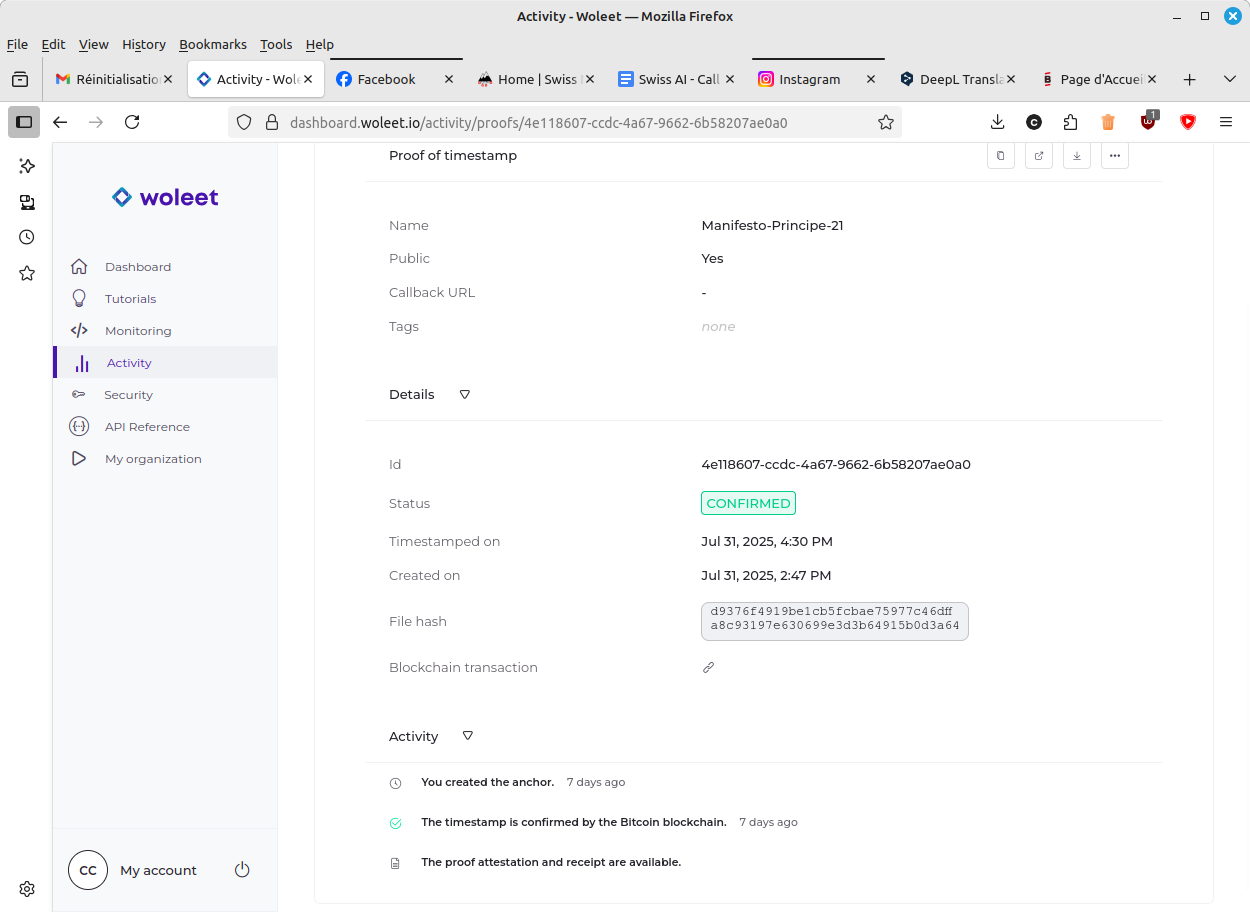 Activity - Woleet — Mozilla Firefox
File Edit View History Bookmarks Tools Help
Réinitialisatio
Activity - Wole
Facebook
Home | Swiss
Swiss AI - Call
Instagram
DeepL Transla
Page d'Accuei
dashboard.woleet.io/activity/proofs/4e118607-ccdc-4a67-9662-6b58207ae0a0
C
1
woleet
Dashboard
Tutorials
Monitoring
Activity
Security
API Reference
My organization
CC
My account
Proof of timestamp
Name Manifesto-Principe-21
Public Yes
Callback URL -
Tags none
Details
Id 4e118607-ccdc-4a67-9662-6b58207ae0a0
Status CONFIRMED
Timestamped on Jul 31, 2025, 4:30 PM
Created on Jul 31, 2025, 2:47 PM
File hash d9376f4919be1cb5fcbae75977c46dff
a8c93197e630699e3d3b64915b0d3a64
Blockchain transaction
Activity
You created the anchor. 7 days ago
The timestamp is confirmed by the Bitcoin blockchain. 7 days ago
The proof attestation and receipt are available.